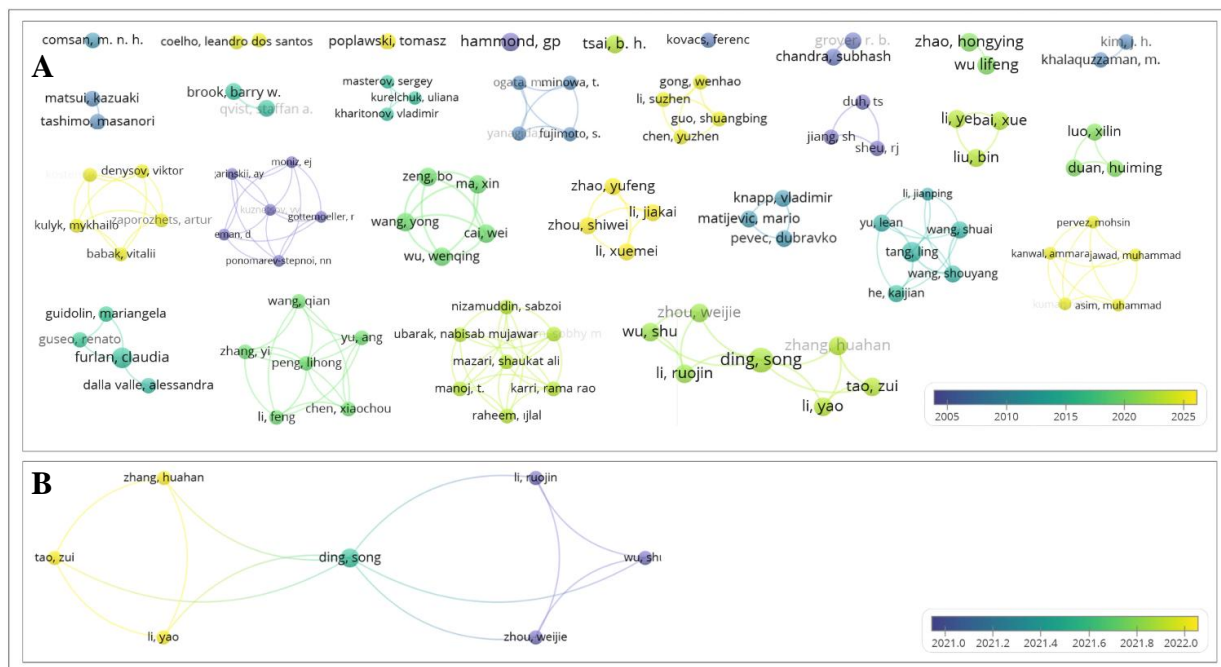 A
comsan, m. n. h.
coelho, leandro dos santos
poplawski, tomasz
hammond, gp
tsai, b. h.
kovacs, ferenc
grover, r. b.
chandra, subhash
zhao, hongying
wu lifeng
kim, j. h.
khalaquzzaman, m.
matsui, kazuaki
tashimo, masanori
brook, barry w.
qvist, staffan a.
masterov, sergey
kurelchuk, uliana
kharitonov, vladimir
ogata, m
minowa, t.
fujimoto, s.
gong, wenhao
li, suzhen
guo, shuangbing
chen, yuzhen
duh, ts
jiang, sh
sheu, rj
li, ye
bai, xue
liu, bin
luo, xilin
duan, huiming
denysov, viktor
kulyk, mykhailo
zaporozhets, artur
babak, vitalii
moniz, ej
arinskii, ay
gottemoeller, r
eman, d
ponomarev-stepnoi, nn
zeng, bo
ma, xin
wang, yong
cai, wei
wu, wenqing
zhao, yufeng
li, jiakai
zhou, shiwei
li, xuemei
knapp, vladimir
matijevic, mario
pevec, dubravko
li, jianping
yu, lean
wang, shuai
tang, ling
wang, shouyang
he, kaijian
pervez, mohsin
kanwal, ammara
jawad, muhammad
asim, muhammad
guidolin, mariangela
guseo, renato
furlan, claudia
dalla valle, alessandra
wang, qian
yu, ang
zhang, yi
peng, lihong
li, feng
chen, xiaochou
nizamuddin, sabzoi
ubarak, nabisab mujawar
mazari, shaukat ali
manoj, t.
karri, rama rao
raheem, ijlal
zhou, weijie
wu, shu
li, ruojin
ding, song
zhang, huahan
tao, zui
li, yao
2005 2010 2015 2020 2025
B
zhang, huahan
li, ruojin
tao, zui
ding, song
wu, shu
li, yao
zhou, weijie
2021.0 2021.2 2021.4 2021.6 2021.8 2022.0